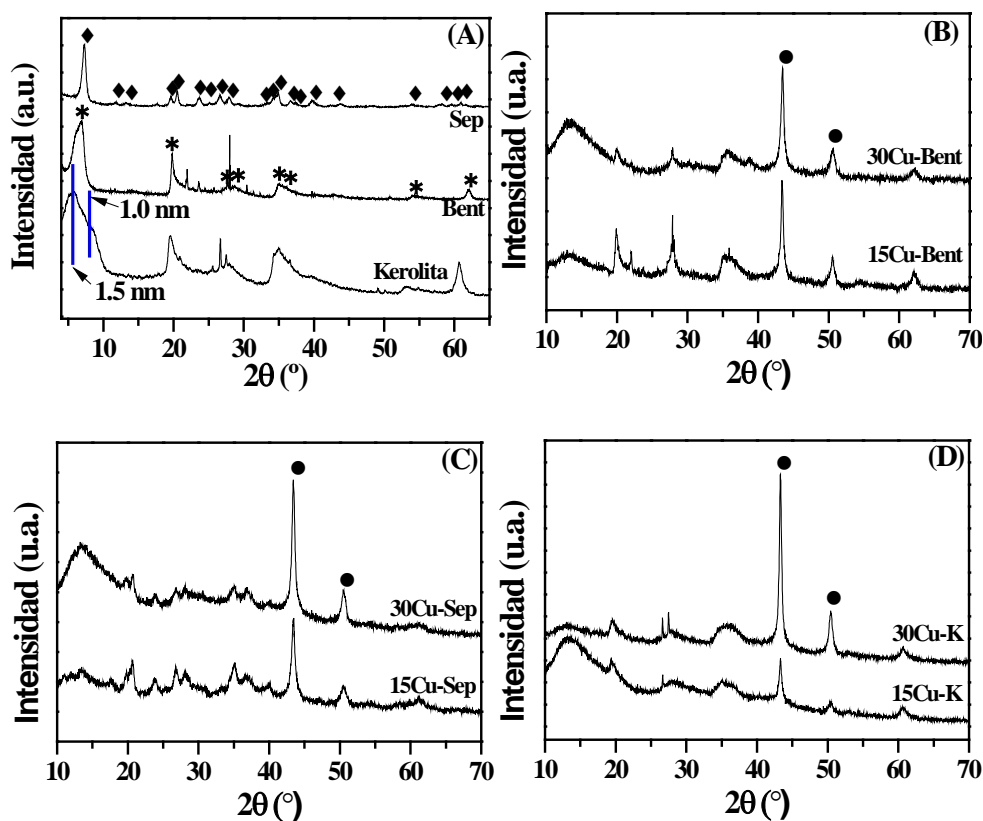 (A)
Intensidad (a.u.)
Sep
Bent
1.0 nm
Kerolita
1.5 nm
10 20 30 40 50 60
2θ (º)
(B)
Intensidad (u.a.)
30Cu-Bent
15Cu-Bent
10 20 30 40 50 60 70
2θ (°)
(C)
Intensidad (u.a.)
30Cu-Sep
15Cu-Sep
10 20 30 40 50 60 70
2θ (°)
(D)
Intensidad (u.a.)
30Cu-K
15Cu-K
10 20 30 40 50 60 70
2θ (°)